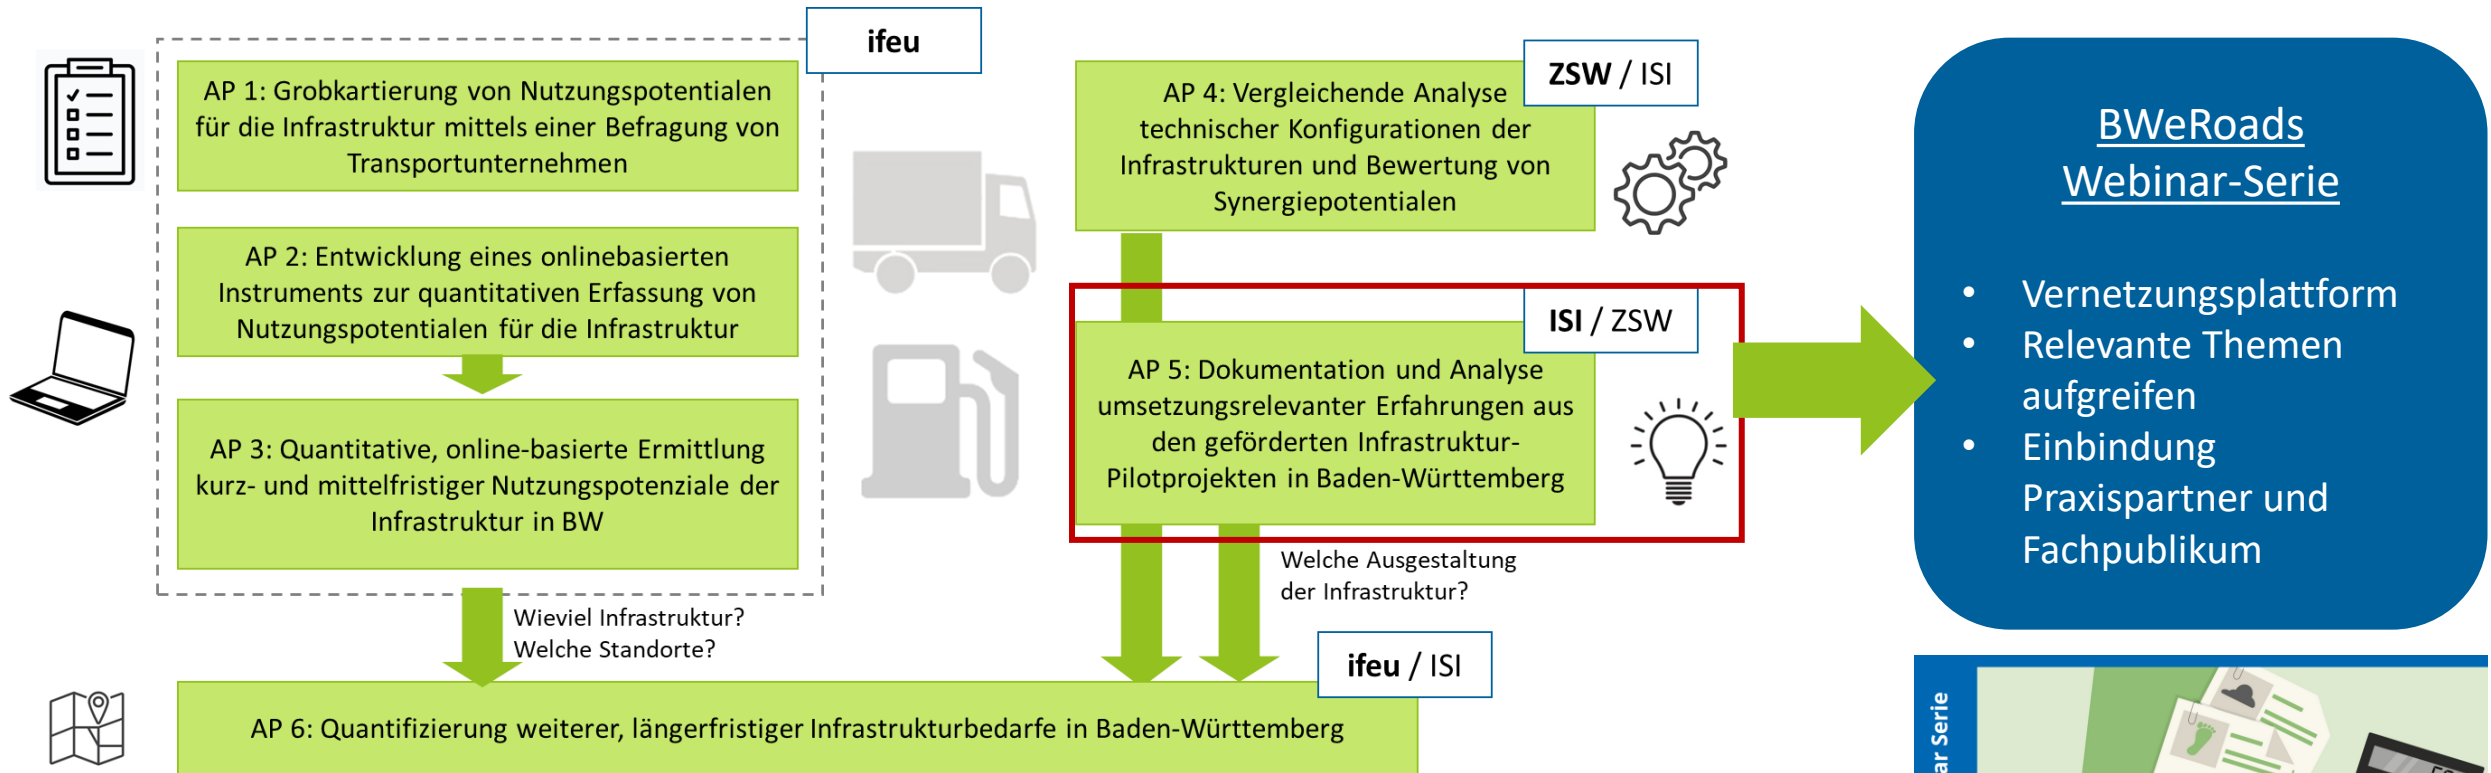 ifeu
AP 1: Grobkartierung von Nutzungspotentialen
für die Infrastruktur mittels einer Befragung von
Transportunternehmen
AP 2: Entwicklung eines onlinebasierten
Instruments zur quantitativen Erfassung von
Nutzungspotentialen für die Infrastruktur
AP 3: Quantitative, online-basierte Ermittlung
kurz- und mittelfristiger Nutzungspotenziale der
Infrastruktur in BW
Wieviel Infrastruktur?
Welche Standorte?
ZSW / ISI
AP 4: Vergleichende Analyse
technischer Konfigurationen der
Infrastrukturen und Bewertung von
Synergiepotentialen
ISI / ZSW
AP 5: Dokumentation und Analyse
umsetzungsrelevanter Erfahrungen aus
den geförderten Infrastruktur-
Pilotprojekten in Baden-Württemberg
Welche Ausgestaltung
der Infrastruktur?
ifeu / ISI
AP 6: Quantifizierung weiterer, längerfristiger Infrastrukturbedarfe in Baden-Württemberg
BWeRoads
Webinar-Serie
• Vernetzungsplattform
• Relevante Themen
aufgreifen
• Einbindung
Praxispartner und
Fachpublikum
Serie